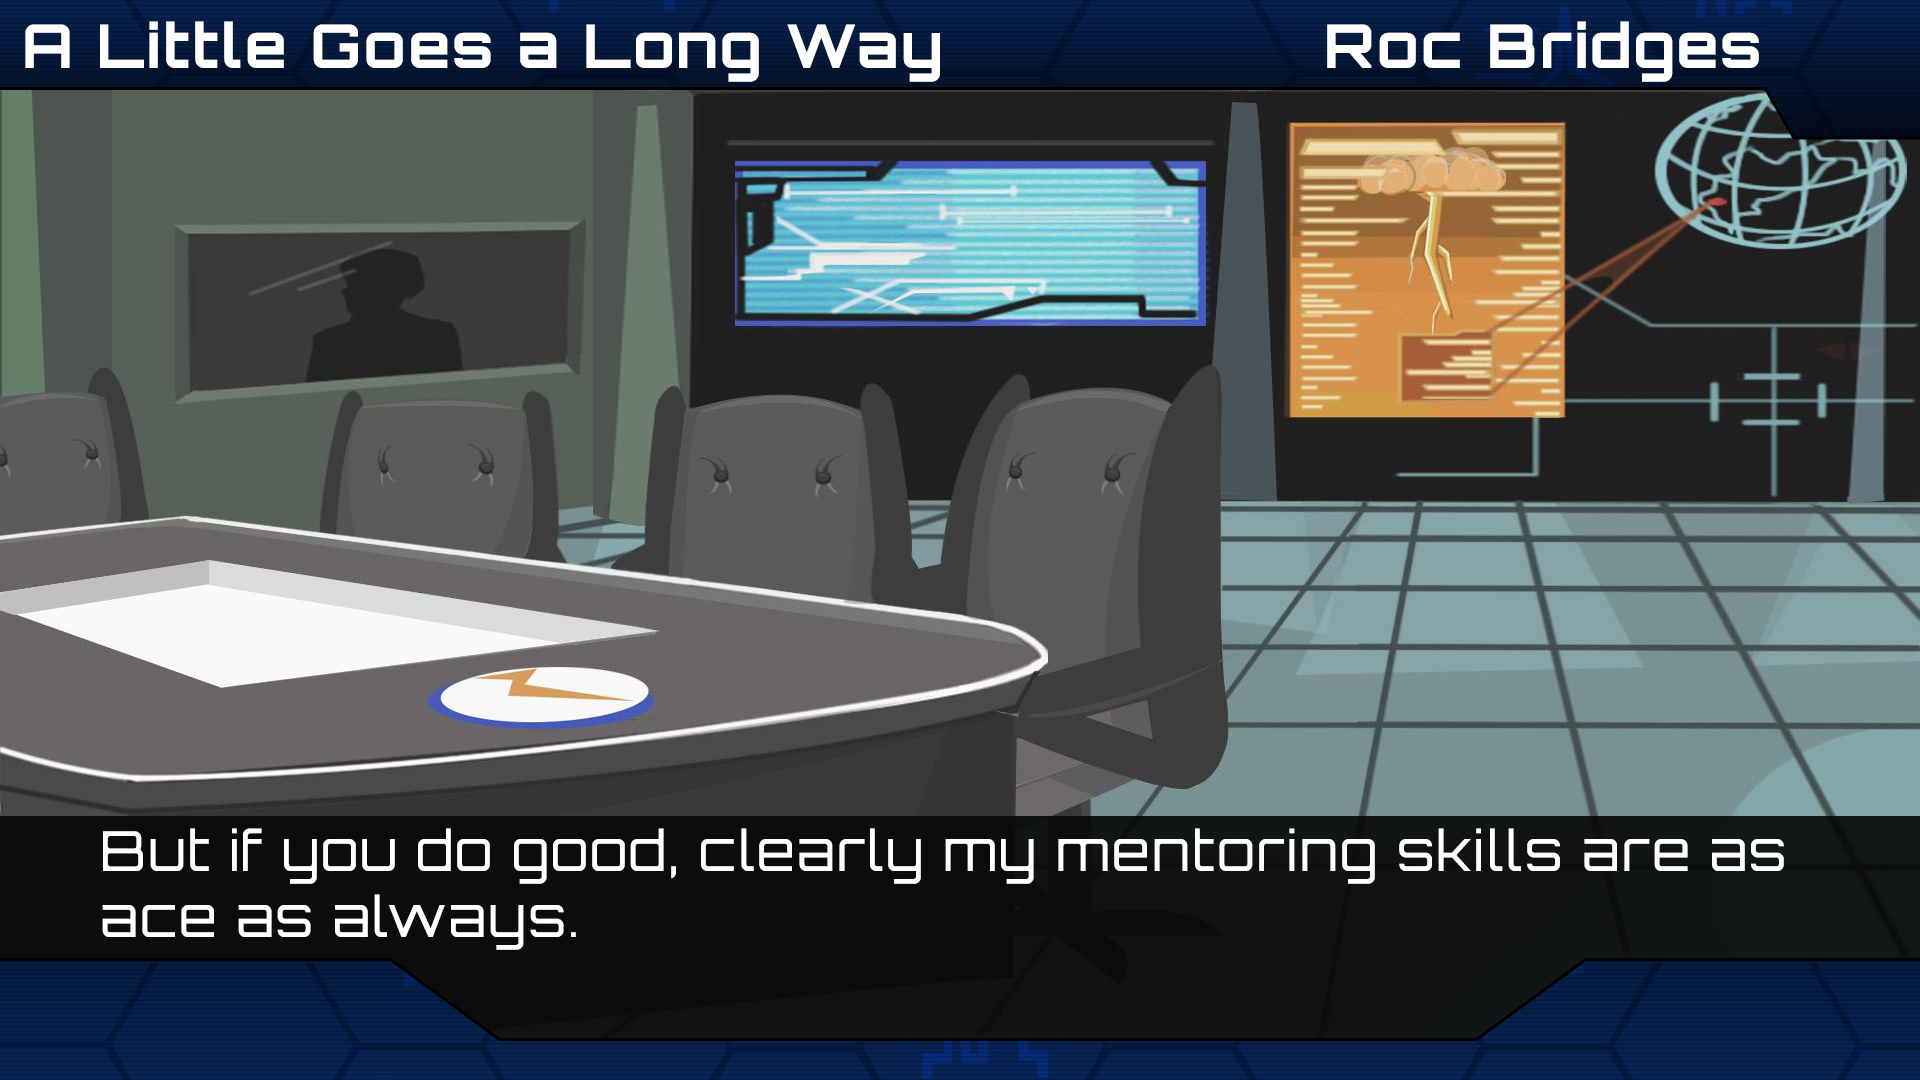 A Little Goes a Long Way
Roc Bridges
But if you do good, clearly my mentoring skills are as
ace as always.